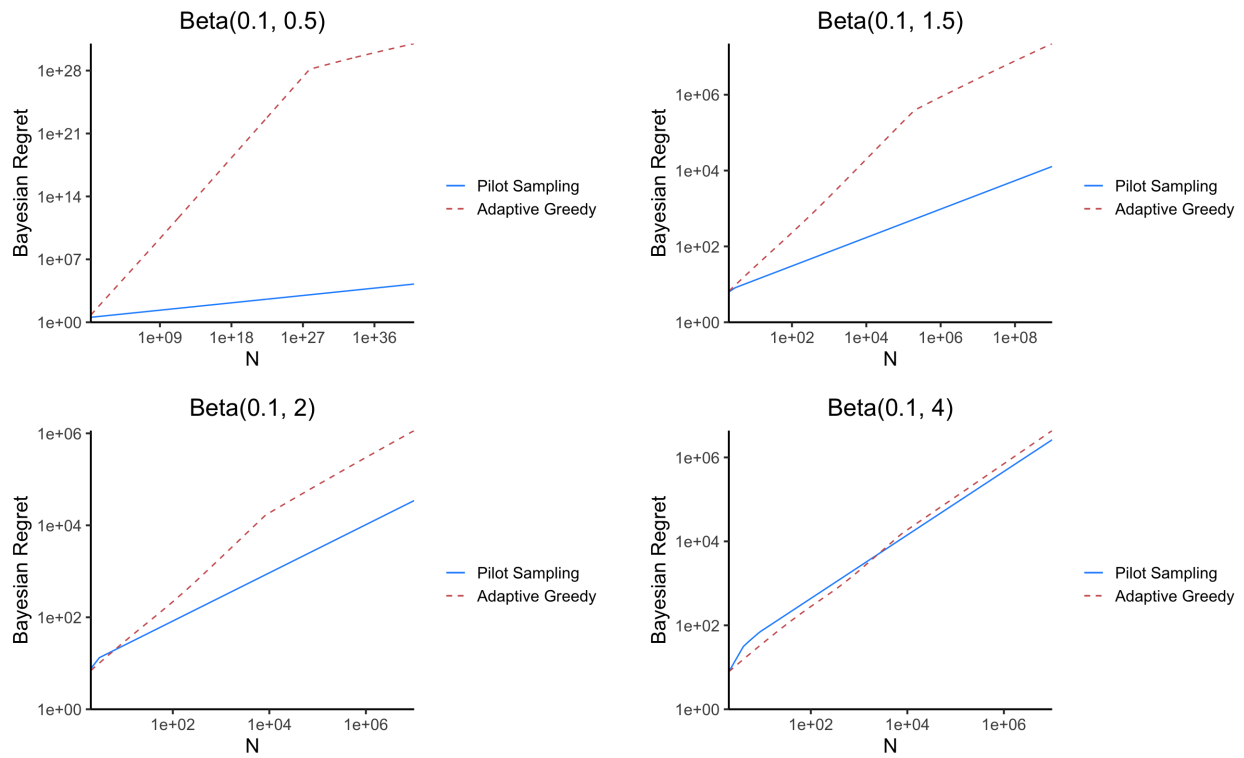 Beta(0.1, 0.5)
Bayesian Regret
1e+28
1e+21
1e+14
1e+07
1e+00
1e+09 1e+18 1e+27 1e+36
N
Pilot Sampling
Adaptive Greedy
Beta(0.1, 1.5)
Bayesian Regret
1e+06
1e+04
1e+02
1e+00
1e+02 1e+04 1e+06 1e+08
N
Pilot Sampling
Adaptive Greedy
Beta(0.1, 2)
Bayesian Regret
1e+06
1e+04
1e+02
1e+00
1e+02 1e+04 1e+06
N
Pilot Sampling
Adaptive Greedy
Beta(0.1, 4)
Bayesian Regret
1e+06
1e+04
1e+02
1e+00
1e+02 1e+04 1e+06
N
Pilot Sampling
Adaptive Greedy